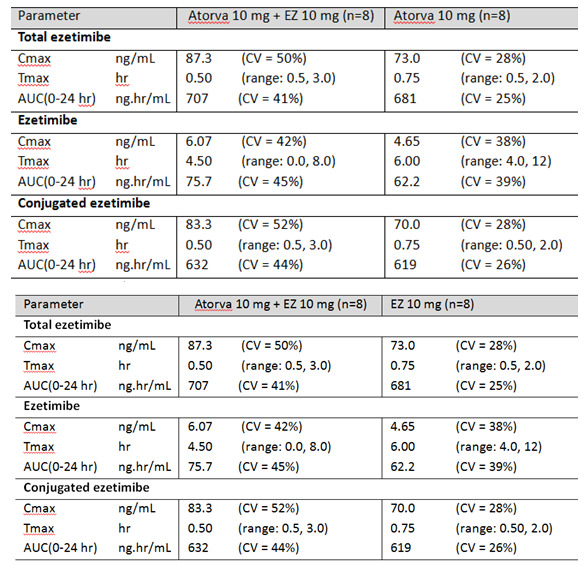 Parameter Atorva 10 mg + EZ 10 mg (n=8) Atorva 10 mg (n=8)
Total ezetimibe
Cmax ng/mL 87.3 (CV = 50%) 73.0 (CV = 28%)
Tmax hr 0.50 (range: 0.5, 3.0) 0.75 (range: 0.5, 2.0)
AUC(0-24 hr) ng.hr/mL 707 (CV = 41%) 681 (CV = 25%)
Ezetimibe
Cmax ng/mL 6.07 (CV = 42%) 4.65 (CV = 38%)
Tmax hr 4.50 (range: 0.0, 8.0) 6.00 (range: 4.0, 12)
AUC(0-24 hr) ng.hr/mL 75.7 (CV = 45%) 62.2 (CV = 39%)
Conjugated ezetimibe
Cmax ng/mL 83.3 (CV = 52%) 70.0 (CV = 28%)
Tmax hr 0.50 (range: 0.5, 3.0) 0.75 (range: 0.50, 2.0)
AUC(0-24 hr) ng.hr/mL 632 (CV = 44%) 619 (CV = 26%)
Parameter Atorva 10 mg + EZ 10 mg (n=8) EZ 10 mg (n=8)
Total ezetimibe
Cmax ng/mL 87.3 (CV = 50%) 73.0 (CV = 28%)
Tmax hr 0.50 (range: 0.5, 3.0) 0.75 (range: 0.5, 2.0)
AUC(0-24 hr) ng.hr/mL 707 (CV = 41%) 681 (CV = 25%)
Ezetimibe
Cmax ng/mL 6.07 (CV = 42%) 4.65 (CV = 38%)
Tmax hr 4.50 (range: 0.0, 8.0) 6.00 (range: 4.0, 12)
AUC(0-24 hr) ng.hr/mL 75.7 (CV = 45%) 62.2 (CV = 39%)
Conjugated ezetimibe
Cmax ng/mL 83.3 (CV = 52%) 70.0 (CV = 28%)
Tmax hr 0.50 (range: 0.5, 3.0) 0.75 (range: 0.50, 2.0)
AUC(0-24 hr) ng.hr/mL 632 (CV = 44%) 619 (CV = 26%)